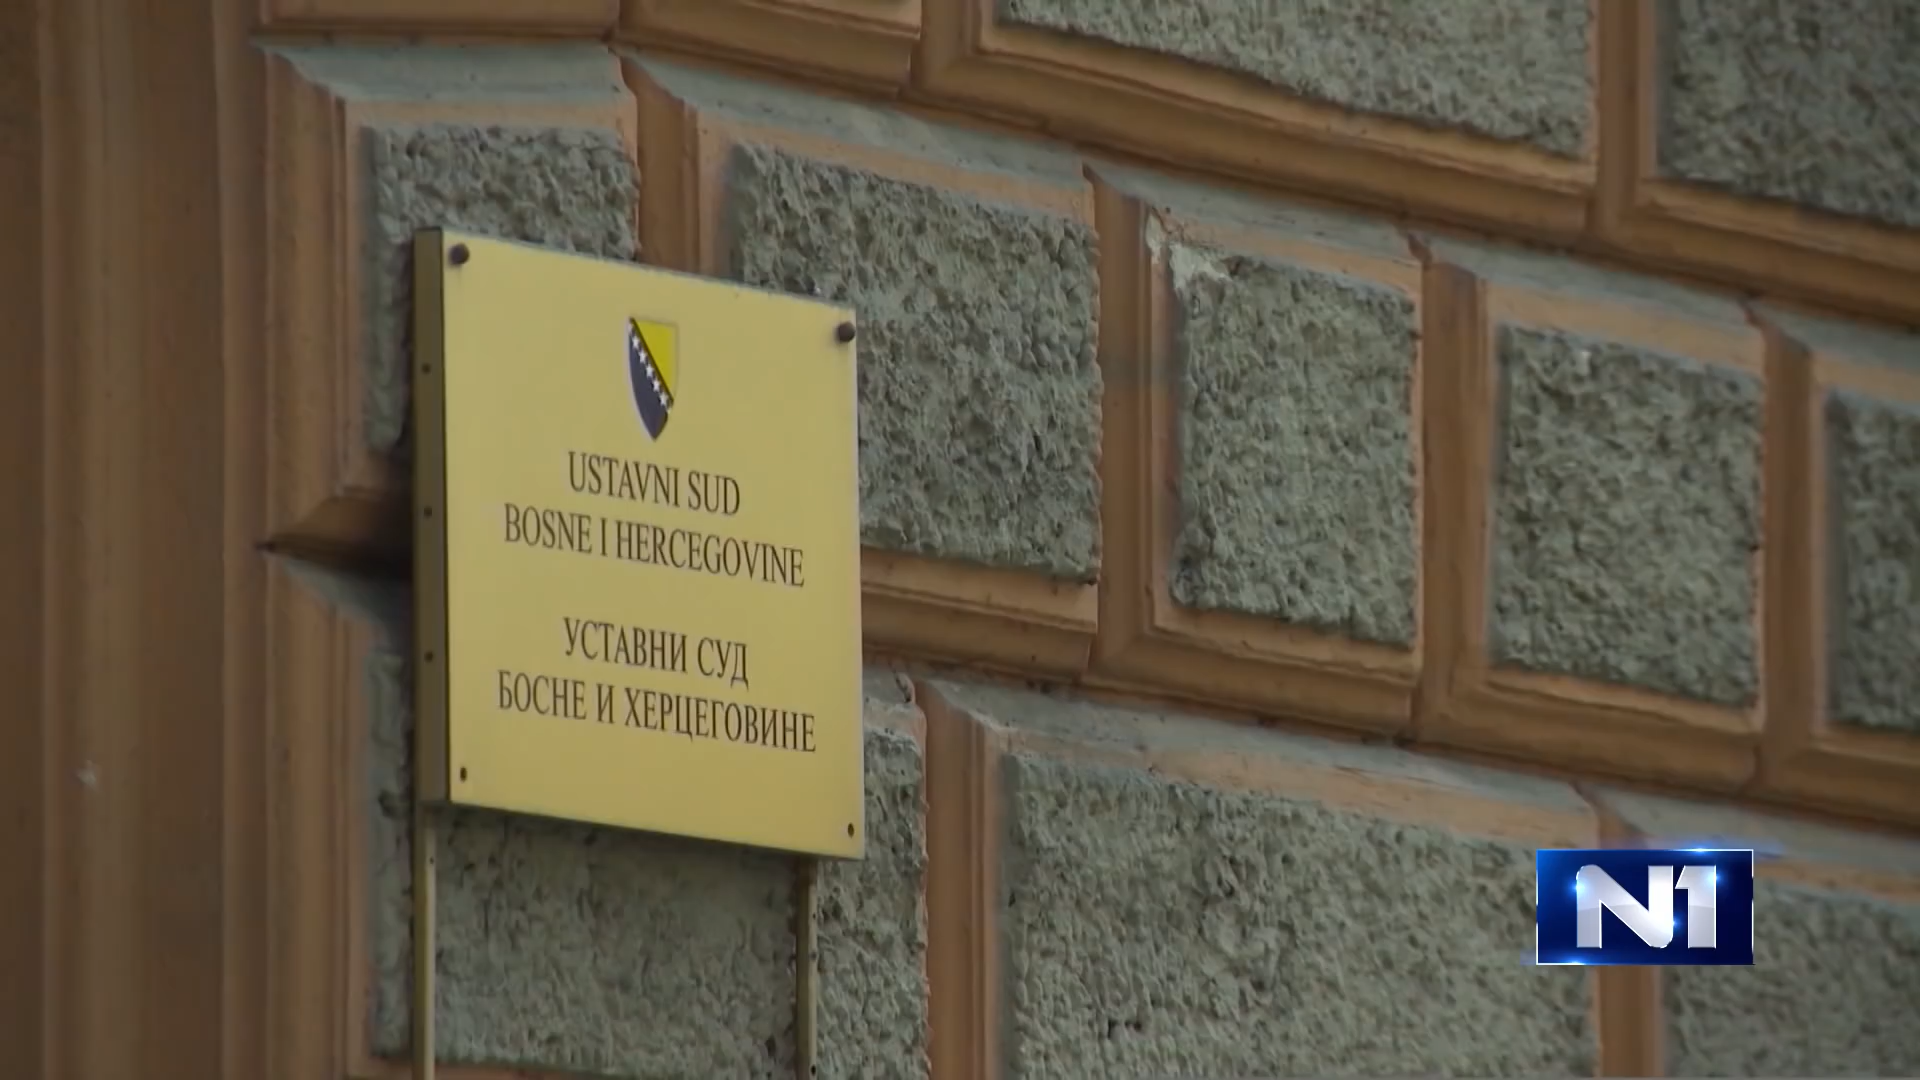 USTAVNI SUD
BOSNE I HERCEGOVINE
УСТАВНИ СУД
БОСНЕ И ХЕРЦЕГОВИНЕ
N1